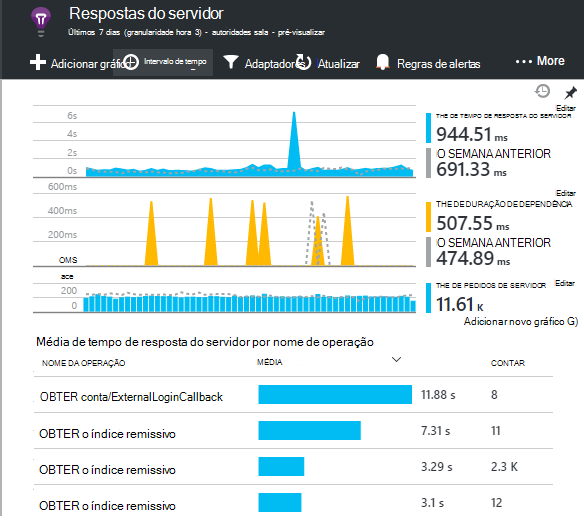 Respostas do servidor
Últimos 7 dias (granularidade hora 3) - autoridades sala - pré-visualizar
Adicionar gráfico Intervalo de tempo Adaptadores Atualizar Regras de alertas More
Editar
6s
4s
2s
0s
THE DE TEMPO DE RESPOSTA DO SERVIDOR
944.51 ms
O SEMANA ANTERIOR
691.33 ms
Editar
600ms
400ms
200ms
0MS
THE DE DURAÇÃO DE DEPENDÊNCIA
507.55 ms
O SEMANA ANTERIOR
474.89 ms
ace
200
0
THE DE PEDIDOS DE SERVIDOR Editar
11.61 K
Adicionar novo gráfico G)
Média de tempo de resposta do servidor por nome de operação
NOME DA OPERAÇÃO MÉDIA CONTAR
OBTER conta/ExternalLoginCallback 11.88 s 8
OBTER o índice remissivo 7.31 s 11
OBTER o índice remissivo 3.29 s 2.3 K
OBTER o índice remissivo 3.1 s 12